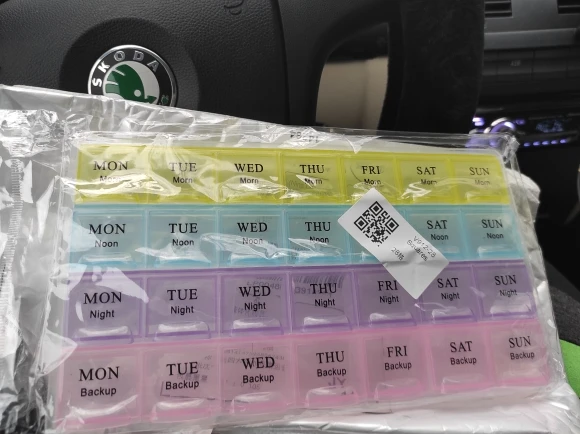 SKODA
MON TUE WED THU FRI SAT SUN
Morn Morn Morn Morn Morn Morn Morn
MON TUE WED THU SAT SUN
Noon Noon Noon Noon Noon Noon
MON TUE WED THU FRI SAT SUN
Night Night Night Night Night Night Night
MON TUE WED THU FRI SAT SUN
Backup Backup Backup Backup Backup Backup Backup